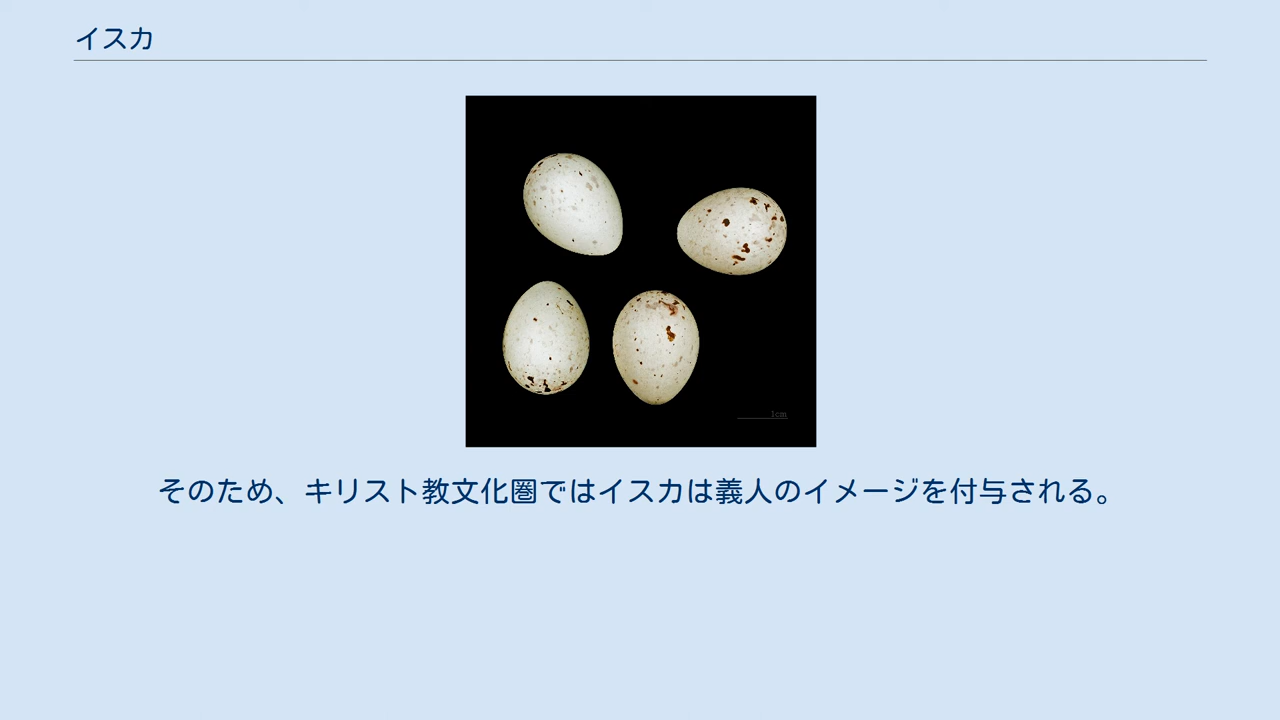 イスカ
1cm
そのため、キリスト教文化圏ではイスカは義人のイメージを付与される。